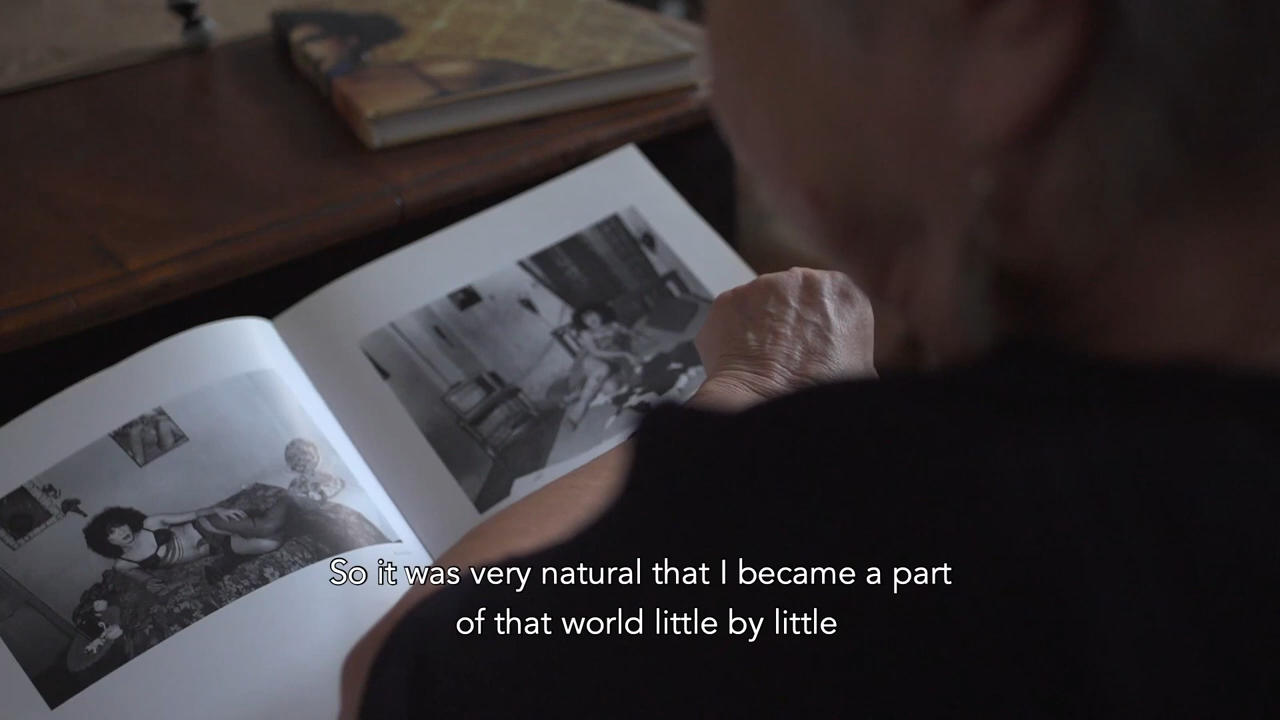 So it was very natural that I became a part
of that world little by little